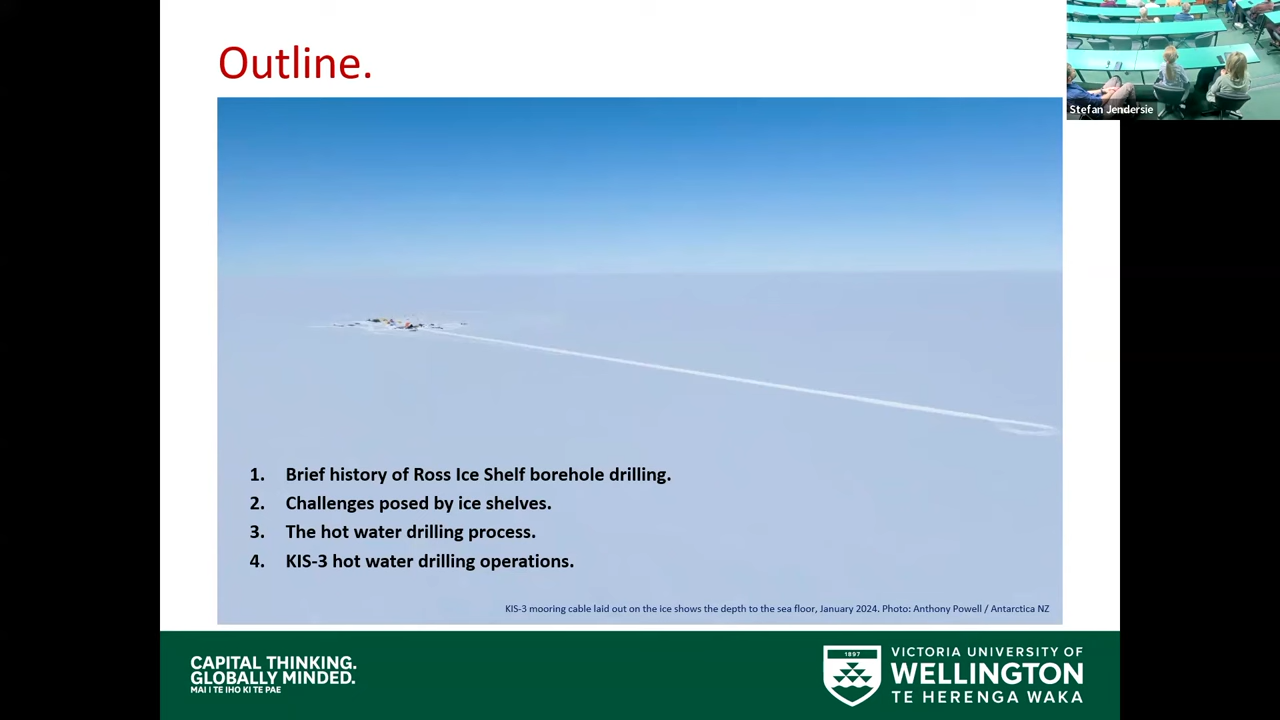 Outline.
Stefan Jendersie
1. Brief history of Ross Ice Shelf borehole drilling.
2. Challenges posed by ice shelves.
3. The hot water drilling process.
4. KIS-3 hot water drilling operations.
KIS-3 mooring cable laid out on the ice shows the depth to the sea floor, January 2024. Photo: Anthony Powell / Antarctica NZ
CAPITAL THINKING.
GLOBALLY MINDED.
MAI I TE IHO KI TE PAE
1897
VICTORIA UNIVERSITY OF
WELLINGTON
TE HERENGA WAKA